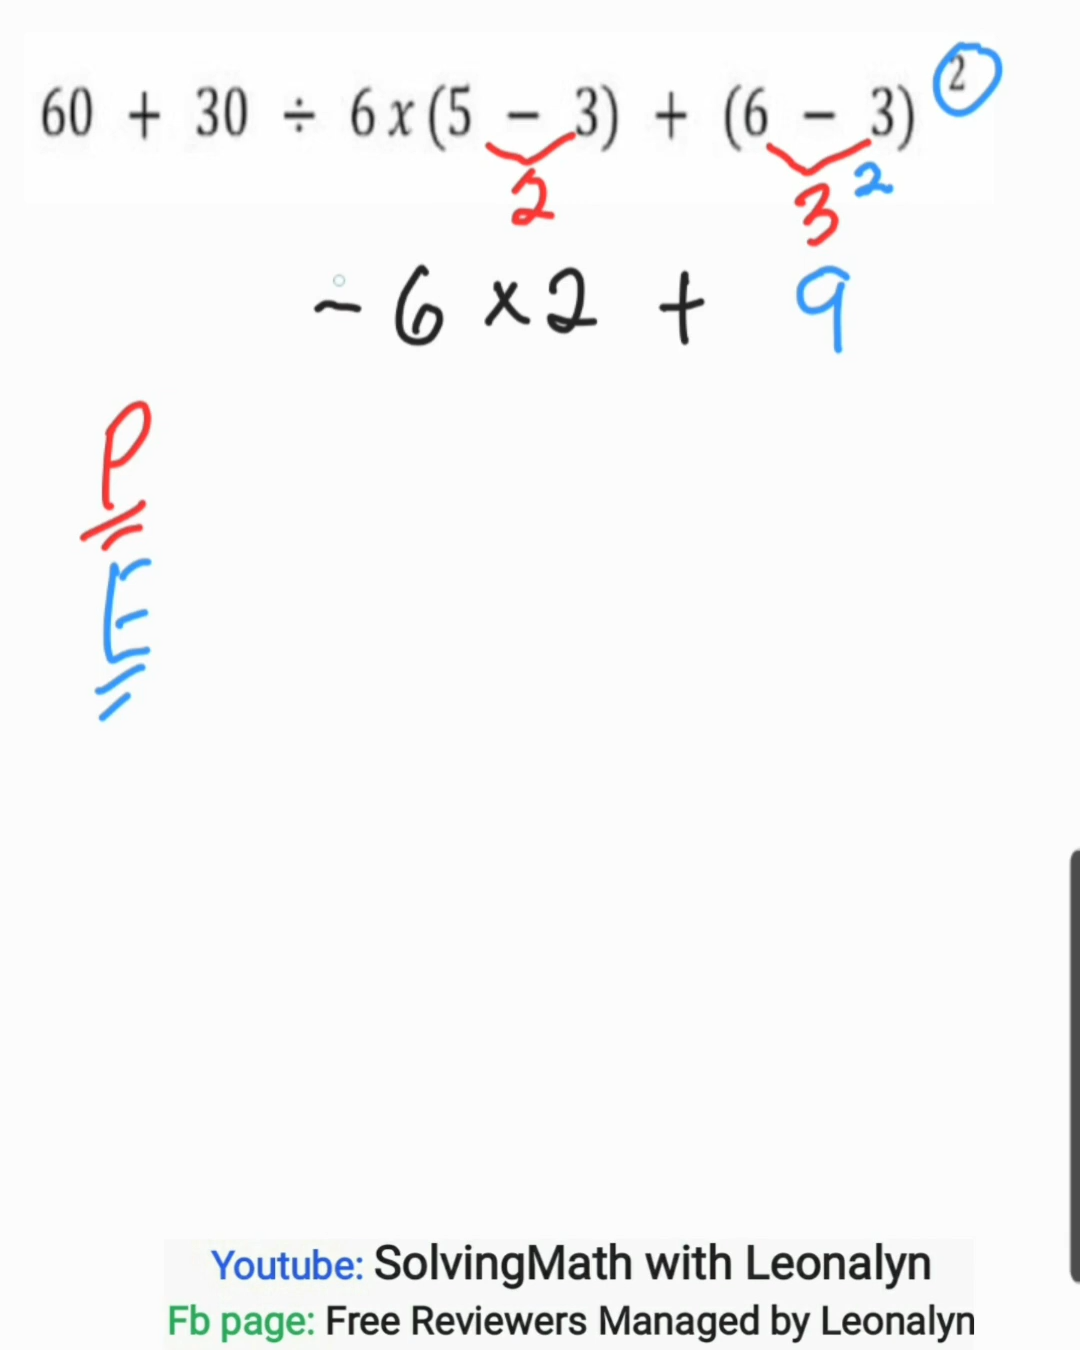 60 + 30 ÷ 6 x (5 − 3) + (6 − 3)²
2 3²
÷ 6 × 2 + 9
P
E
Youtube: SolvingMath with Leonalyn
Fb page: Free Reviewers Managed by Leonalyn